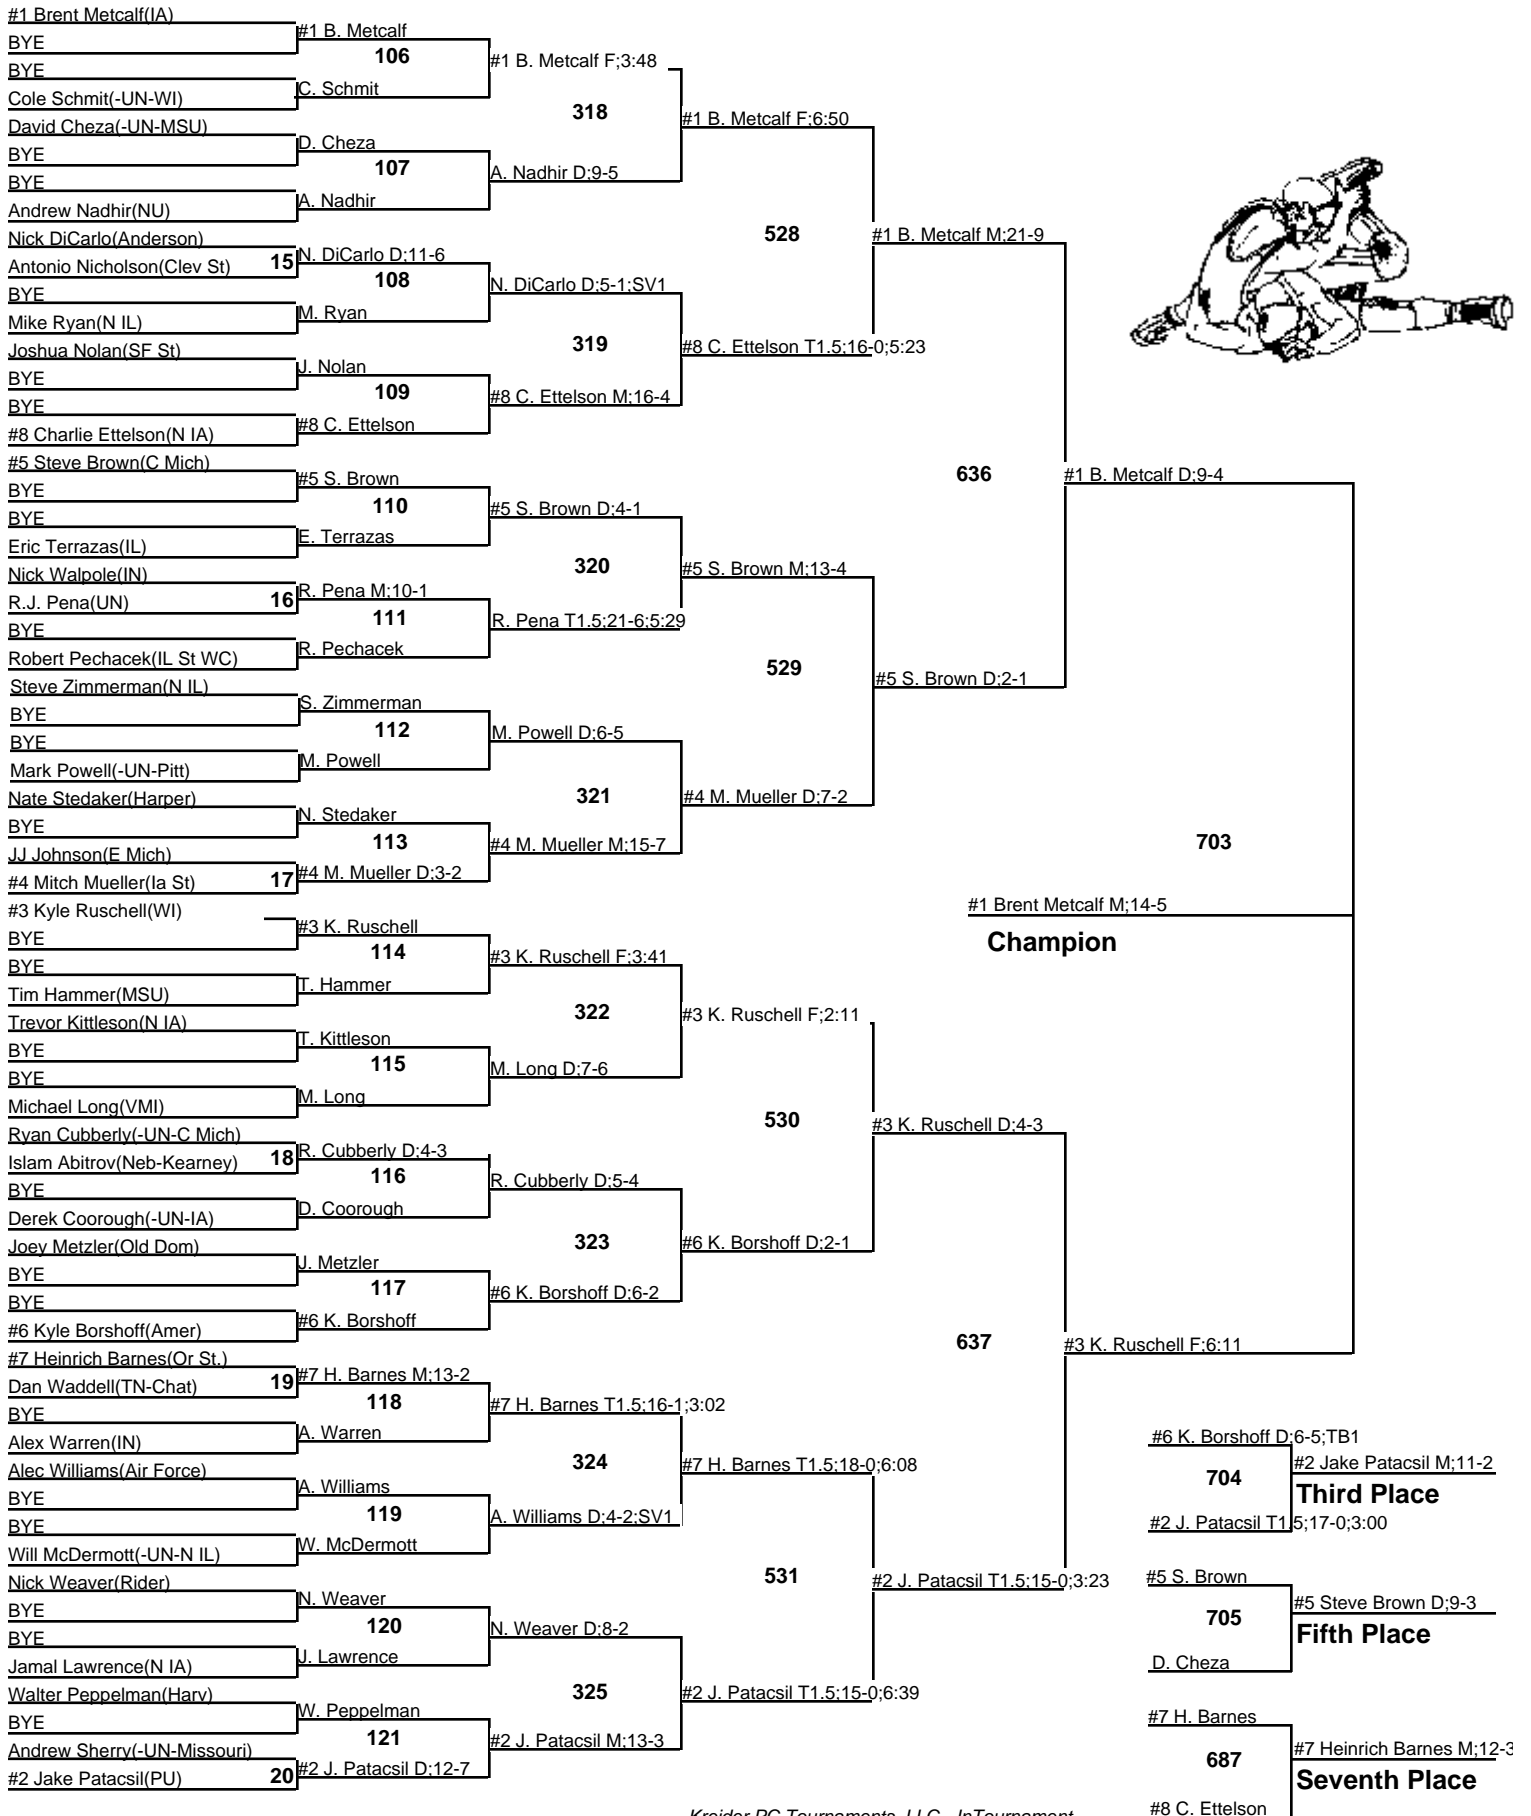 #1 Brent Metcalf(IA)
BYE
BYE
Cole Schmit(-UN-WI)
David Cheza(-UN-MSU)
BYE
BYE
Andrew Nadhir(NU)
Nick DiCarlo(Anderson)
Antonio Nicholson(Clev St) 15
BYE
Mike Ryan(N IL)
Joshua Nolan(SF St)
BYE
BYE
#8 Charlie Ettelson(N IA)
#5 Steve Brown(C Mich)
BYE
BYE
Eric Terrazas(IL)
Nick Walpole(IN)
R.J. Pena(UN) 16
BYE
Robert Pechacek(IL St WC)
Steve Zimmerman(N IL)
BYE
BYE
Mark Powell(-UN-Pitt)
Nate Stedaker(Harper)
BYE
JJ Johnson(E Mich)
#4 Mitch Mueller(Ia St) 17
#3 Kyle Ruschell(WI)
BYE
BYE
Tim Hammer(MSU)
Trevor Kittleson(N IA)
BYE
BYE
Michael Long(VMI)
Ryan Cubberly(-UN-C Mich)
Islam Abitrov(Neb-Kearney) 18
BYE
Derek Coorough(-UN-IA)
Joey Metzler(Old Dom)
BYE
BYE
#6 Kyle Borshoff(Amer)
#7 Heinrich Barnes(Or St.)
Dan Waddell(TN-Chat) 19
BYE
Alex Warren(IN)
Alec Williams(Air Force)
BYE
BYE
Will McDermott(-UN-N IL)
Nick Weaver(Rider)
BYE
BYE
Jamal Lawrence(N IA)
Walter Peppelman(Harv)
BYE
Andrew Sherry(-UN-Missouri)
#2 Jake Patacsil(PU) 20
#1 B. Metcalf
106
C. Schmit
D. Cheza
107
A. Nadhir
N. DiCarlo D;11-6
108
M. Ryan
J. Nolan
109
#8 C. Ettelson
#5 S. Brown
110
E. Terrazas
R. Pena M;10-1
111
R. Pechacek
S. Zimmerman
112
M. Powell
N. Stedaker
113
#4 M. Mueller D;3-2
#3 K. Ruschell
114
T. Hammer
T. Kittleson
115
M. Long
R. Cubberly D;4-3
116
D. Coorough
J. Metzler
117
#6 K. Borshoff
#7 H. Barnes M;13-2
118
A. Warren
A. Williams
119
W. McDermott
N. Weaver
120
J. Lawrence
W. Peppelman
121
#2 J. Patacsil D;12-7
#1 B. Metcalf F;3:48
318
A. Nadhir D;9-5
N. DiCarlo D;5-1;SV1
319
#8 C. Ettelson M;16-4
#5 S. Brown D;4-1
320
R. Pena T1.5;21-6;5:29
M. Powell D;6-5
321
#4 M. Mueller M;15-7
#3 K. Ruschell F;3:41
322
M. Long D;7-6
R. Cubberly D;5-4
323
#6 K. Borshoff D;6-2
#7 H. Barnes T1.5;16-1;3:02
324
A. Williams D;4-2;SV1
N. Weaver D;8-2
325
#2 J. Patacsil M;13-3
#1 B. Metcalf F;6:50
528
#8 C. Ettelson T1.5;16-0;5:23
#5 S. Brown M;13-4
529
#4 M. Mueller D;7-2
#3 K. Ruschell F;2:11
530
#6 K. Borshoff D;2-1
#7 H. Barnes T1.5;18-0;6:08
531
#2 J. Patacsil T1.5;15-0;6:39
#1 B. Metcalf M;21-9
636
#5 S. Brown D;2-1
#3 K. Ruschell D;4-3
637
#2 J. Patacsil T1.5;15-0;3:23
#1 B. Metcalf D;9-4
703
#3 K. Ruschell F;6:11
#1 Brent Metcalf M;14-5
Champion
#6 K. Borshoff D;6-5;TB1
704
#2 J. Patacsil T1.5;17-0;3:00
#2 Jake Patacsil M;11-2
Third Place
#5 S. Brown
705
D. Cheza
#5 Steve Brown D;9-3
Fifth Place
#7 H. Barnes
687
#8 C. Ettelson
#7 Heinrich Barnes M;12-3
Seventh Place
Kreider PC Tournaments, LLC - InTournament